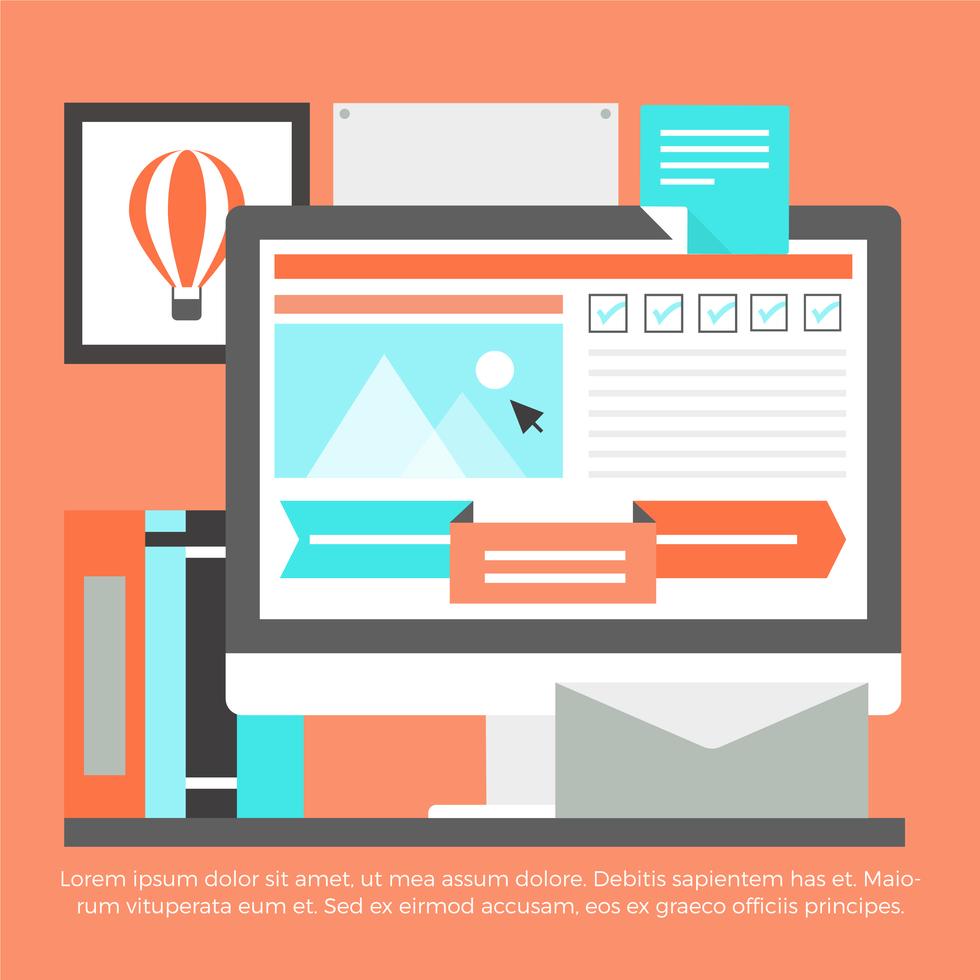 Lorem ipsum dolor sit amet, ut mea assum dolore. Debitis sapientem has et. Maio-
rum vituperata eum et. Sed ex eirmod accusam, eos ex graeco officiis principes.